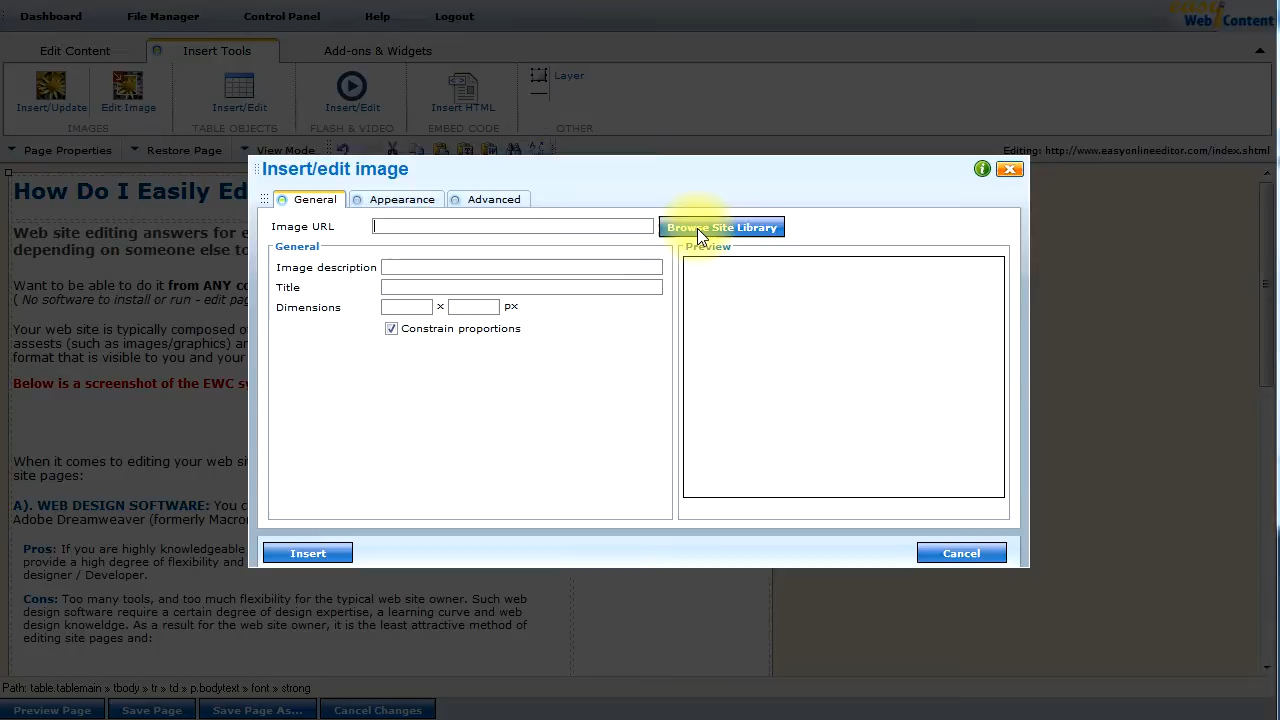 Dashboard File Manager Control Panel Help Logout
easy Web Content
Edit Content Insert Tools Add-ons & Widgets
Layer
Insert/Update Edit Image Insert/Edit Insert/Edit Insert HTML
IMAGES TABLE OBJECTS FLASH & VIDEO EMBED CODE OTHER
Page Properties Restore Page View Mode Editing: http://www.easyonlineeditor.com/index.shtml
Insert/edit image
General Appearance Advanced
Image URL Browse Site Library
General Preview
Image description
Title
Dimensions x px
Constrain proportions
Insert Cancel
How Do I Easily Ed
Web site editing answers for e
depending on someone else to
Want to be able to do it from ANY co
( No software to install or run - edit pag
Your web site is typically composed of
assests (such as images/graphics) an
format that is visible to you and your
Below is a screenshot of the EWC sy
When it comes to editing your web sit
site pages:
A). WEB DESIGN SOFTWARE: You c
Adobe Dreamweaver (formerly Macron
Pros: If you are highly knowledgeable
provide a high degree of flexibility and
designer / Developer.
Cons: Too many tools, and too much flexibility for the typical web site owner. Such web
design software require a certain degree of design expertise, a learning curve and web
design knoweldge. As a result for the web site owner, it is the least attractive method of
editing site pages and:
Path: table.tablemain » tbody » tr » td » p.bodytext » font » strong
Preview Page Save Page Save Page As... Cancel Changes